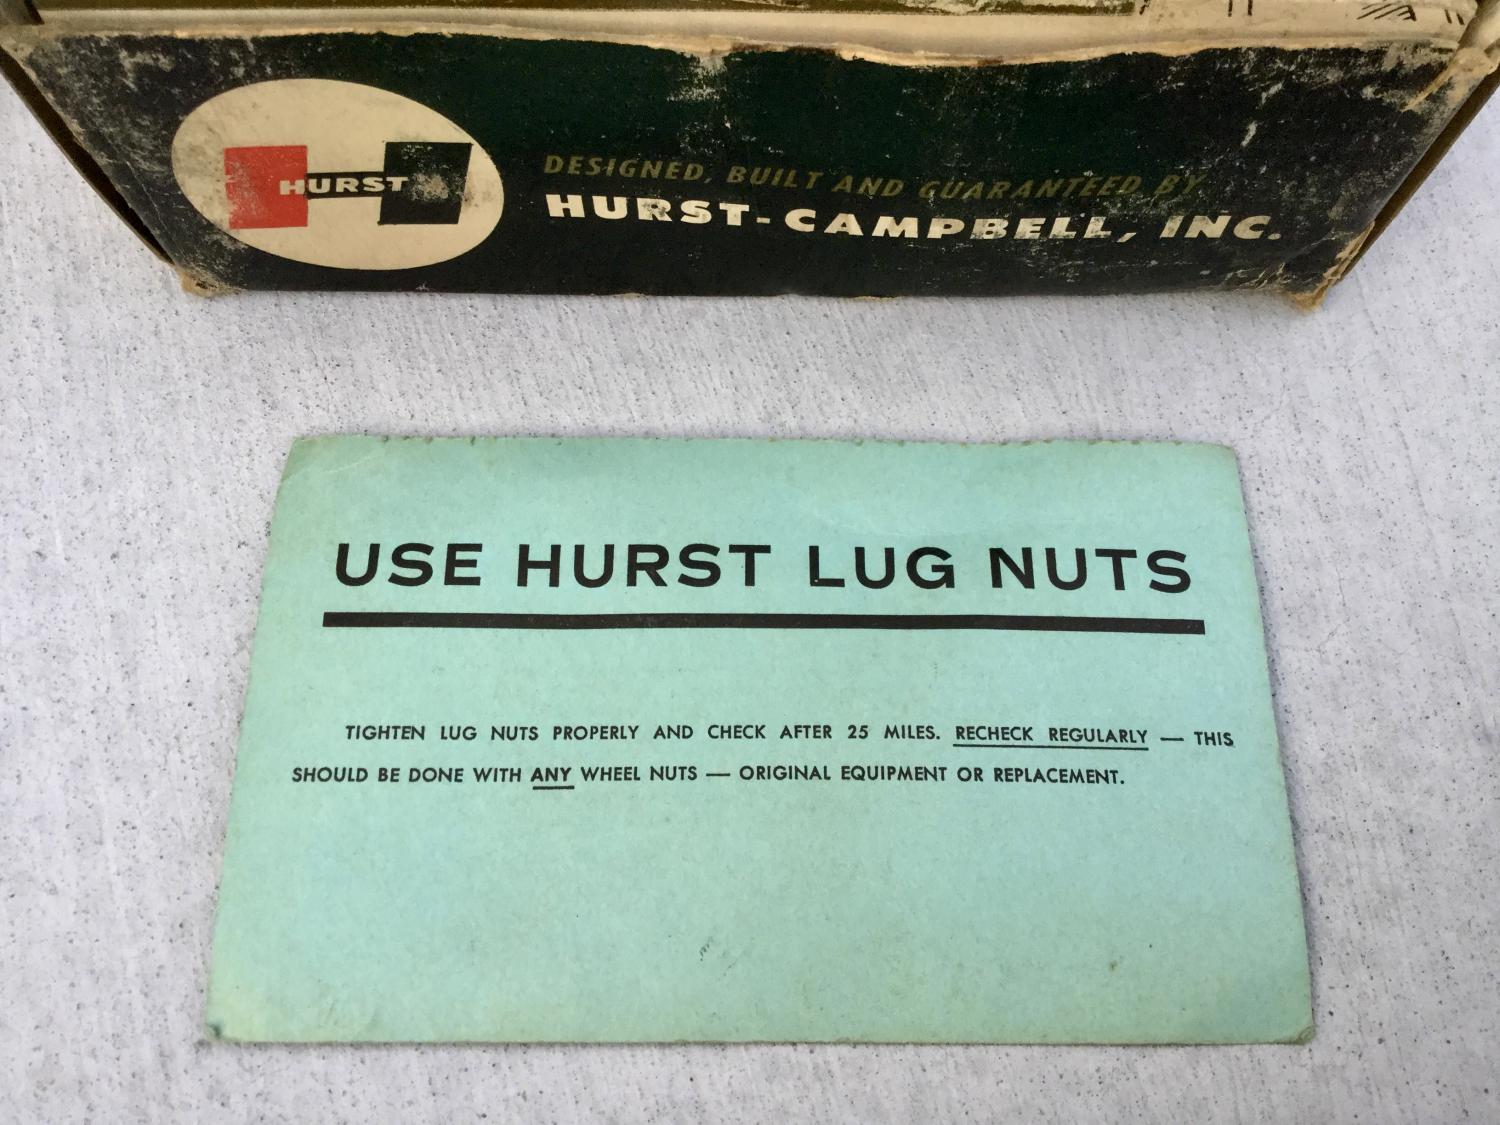 HURST
DESIGNED, BUILT AND GUARANTEED BY
HURST-CAMPBELL, INC.
USE HURST LUG NUTS
TIGHTEN LUG NUTS PROPERLY AND CHECK AFTER 25 MILES. RECHECK REGULARLY — THIS
SHOULD BE DONE WITH ANY WHEEL NUTS — ORIGINAL EQUIPMENT OR REPLACEMENT.